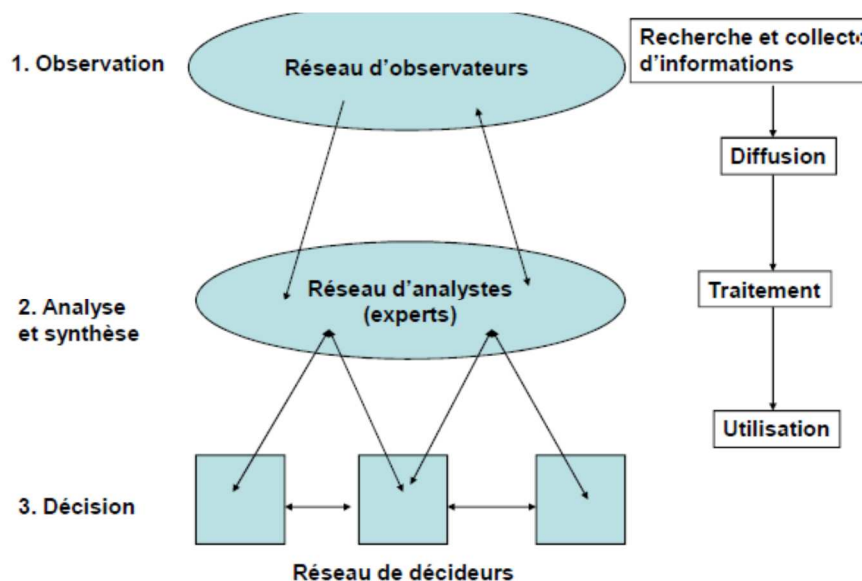 1. Observation
Réseau d'observateurs
Recherche et collect
d'informations
Diffusion
2. Analyse
et synthèse
Réseau d'analystes
(experts)
Traitement
Utilisation
3. Décision
Réseau de décideurs